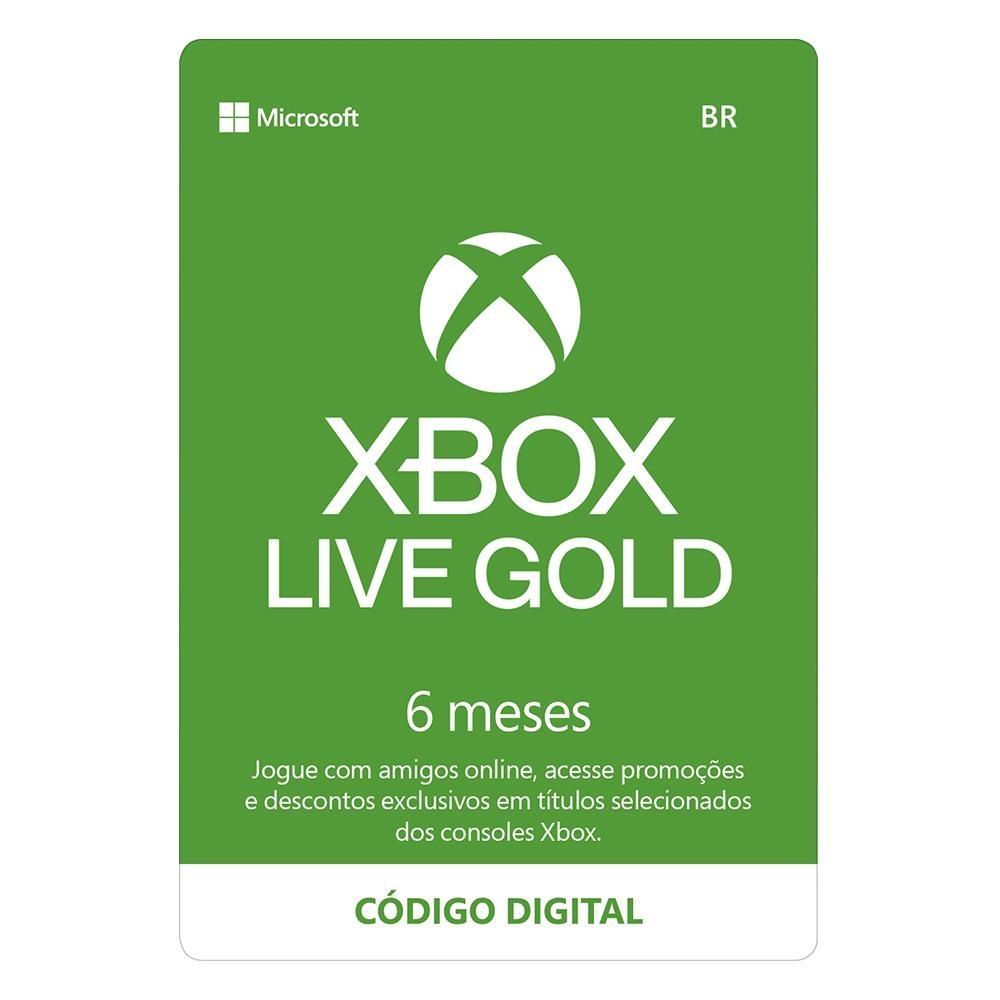 Microsoft
BR
XBOX
LIVE GOLD
6 meses
Jogue com amigos online, acesse promoções
e descontos exclusivos em títulos selecionados
dos consoles Xbox.
CÓDIGO DIGITAL